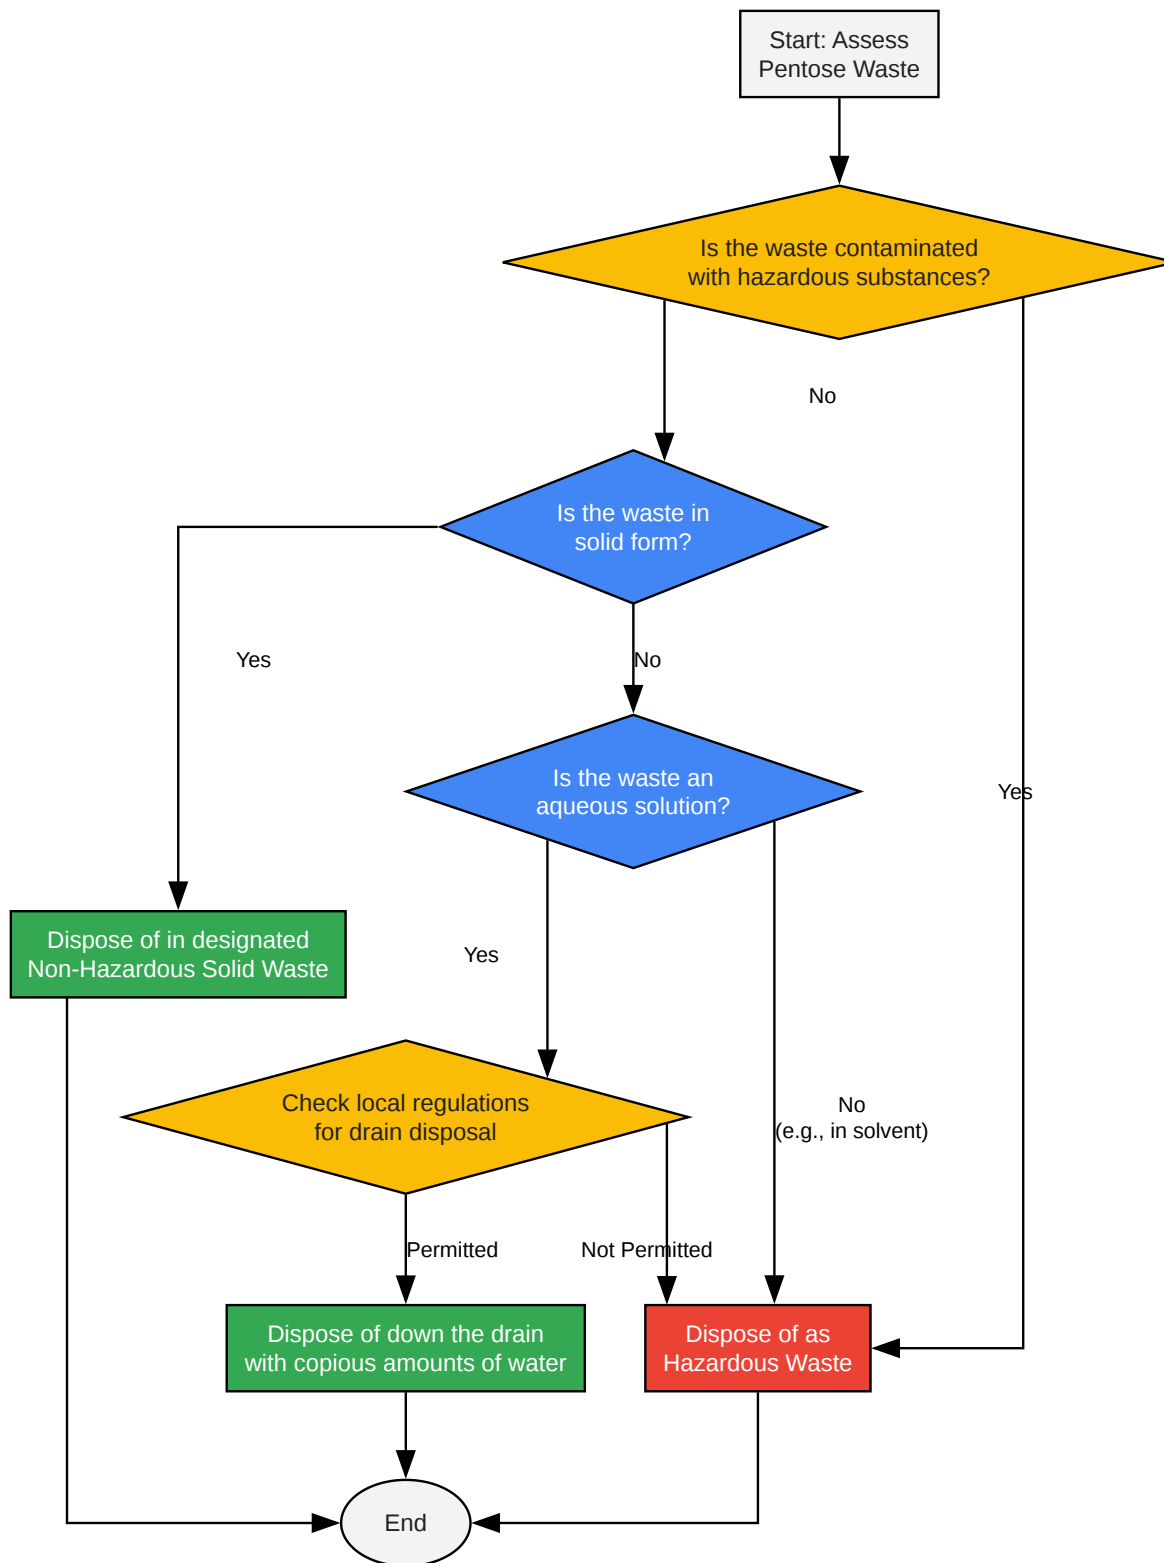 Start: Assess
Pentose Waste
Is the waste contaminated
with hazardous substances?
No
Is the waste in
solid form?
Yes
No
Is the waste an
aqueous solution?
Yes
Dispose of in designated
Non-Hazardous Solid Waste
Yes
Check local regulations
for drain disposal
No
(e.g., in solvent)
Permitted
Not Permitted
Dispose of down the drain
with copious amounts of water
Dispose of as
Hazardous Waste
End